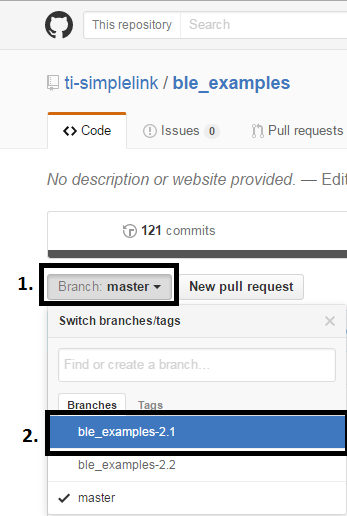 This repository Search
ti-simplelink / ble_examples
Code Issues 0 Pull requests
No description or website provided. — Edit
121 commits
1. Branch: master New pull request
Switch branches/tags
Find or create a branch...
Branches Tags
2. ble_examples-2.1
ble_examples-2.2
master